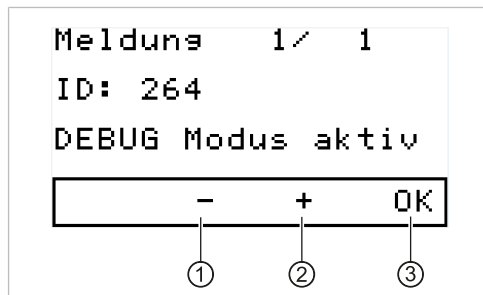 Meldung 1/ 1
ID: 264
DEBUG Modus aktiv
- + OK
1 2 3